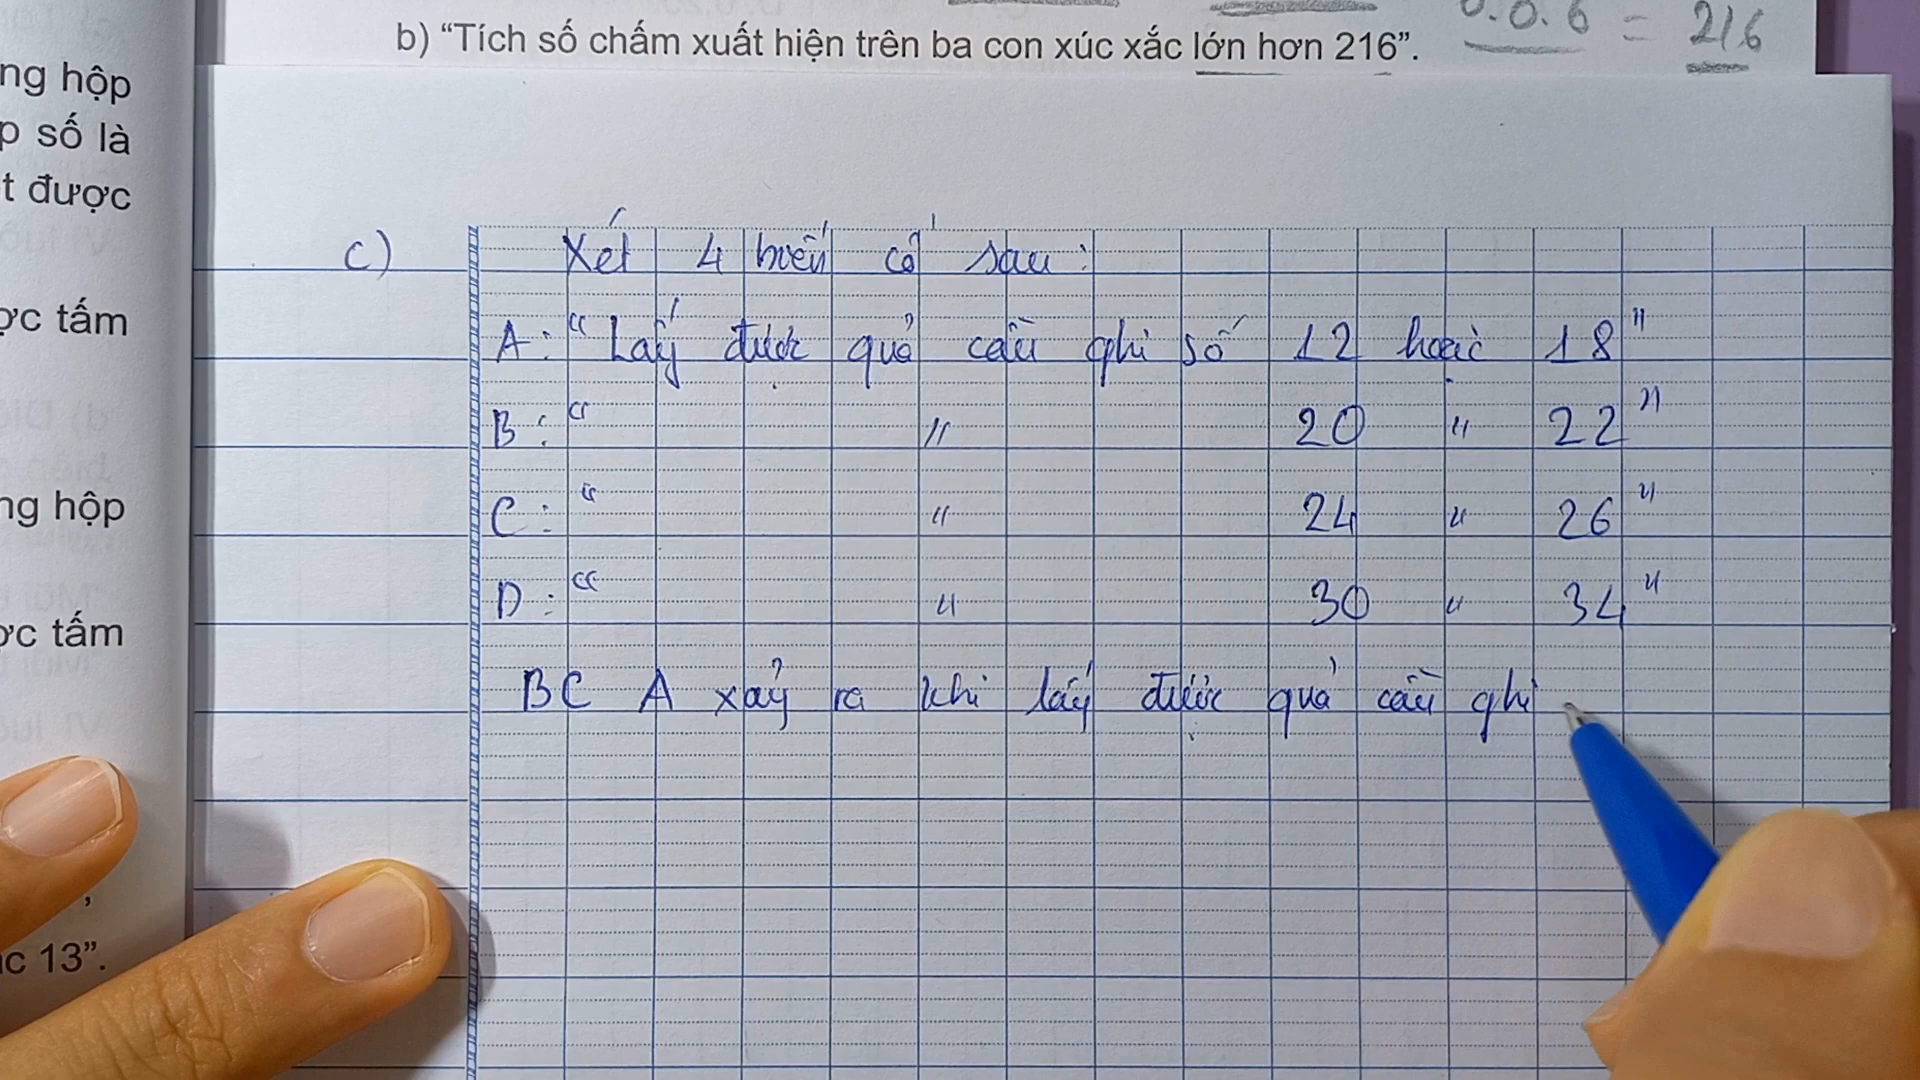 b) “Tích số chấm xuất hiện trên ba con xúc xắc lớn hơn 216”.
= 216
ng hộp
p số là
t được
ợc tấm
ng hộp
ợc tấm
c 13”.
c) Xét 4 biến cố sau:
A: “Lấy được quả cầu ghi số 12 hoặc 18”
B: “ " 20 " 22”
C: “ " 24 " 26”
D: “ " 30 " 34”
BC A xảy ra khi lấy được quả cầu ghi